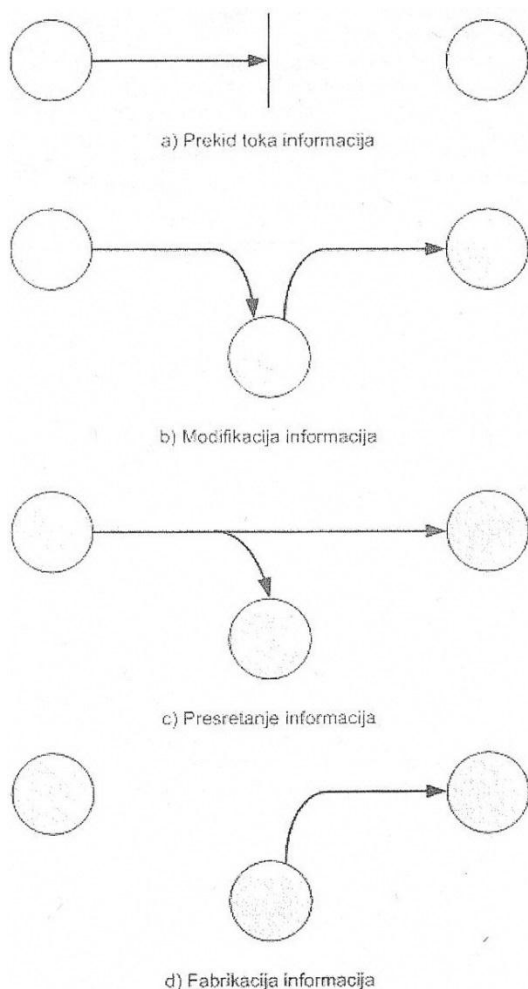 a) Prekid toka informacija
b) Modifikacija informacija
c) Presretanje informacija
d) Fabrikacija informacija